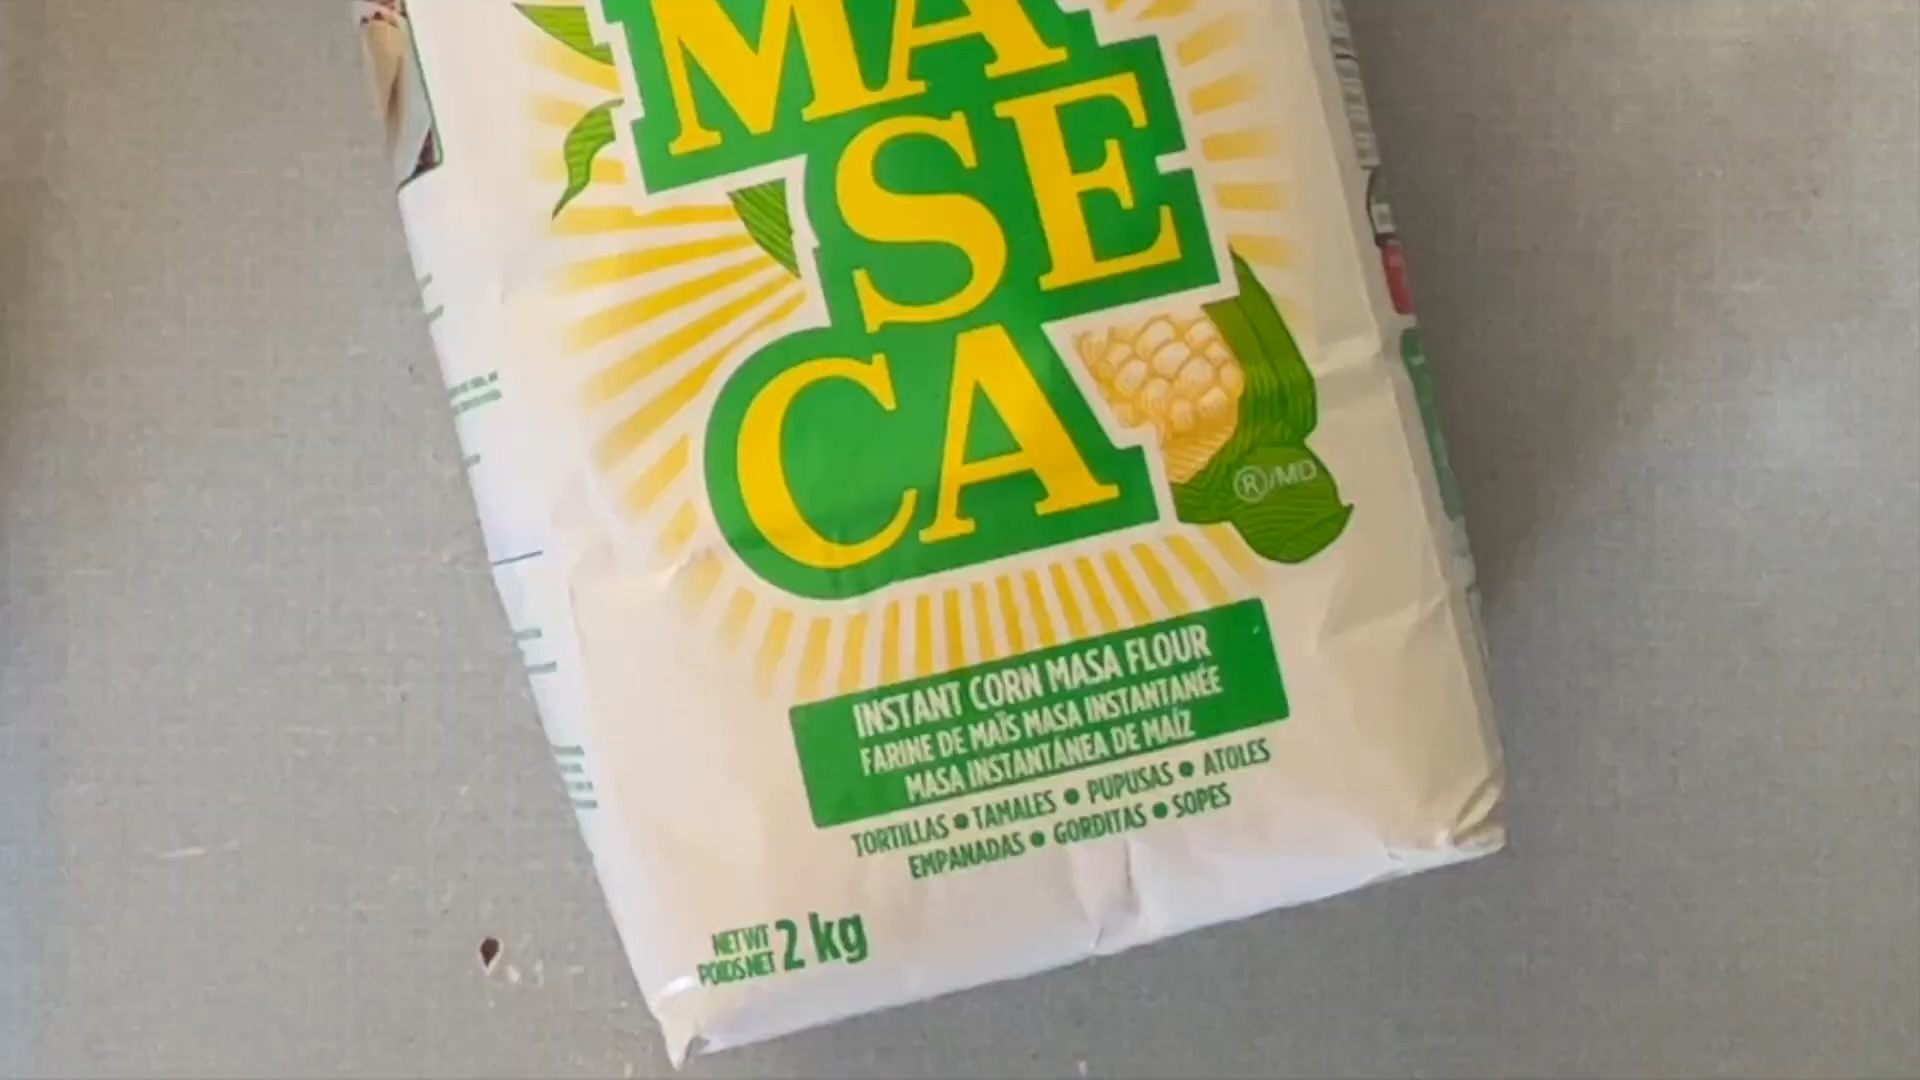 MA
SE
CA
®/MD
INSTANT CORN MASA FLOUR
FARINE DE MAÏS MASA INSTANTANÉE
MASA INSTANTÁNEA DE MAÍZ
TORTILLAS • TAMALES • PUPUSAS • ATOLES
EMPANADAS • GORDITAS • SOPES
NET WT
POIDS NET
2 kg